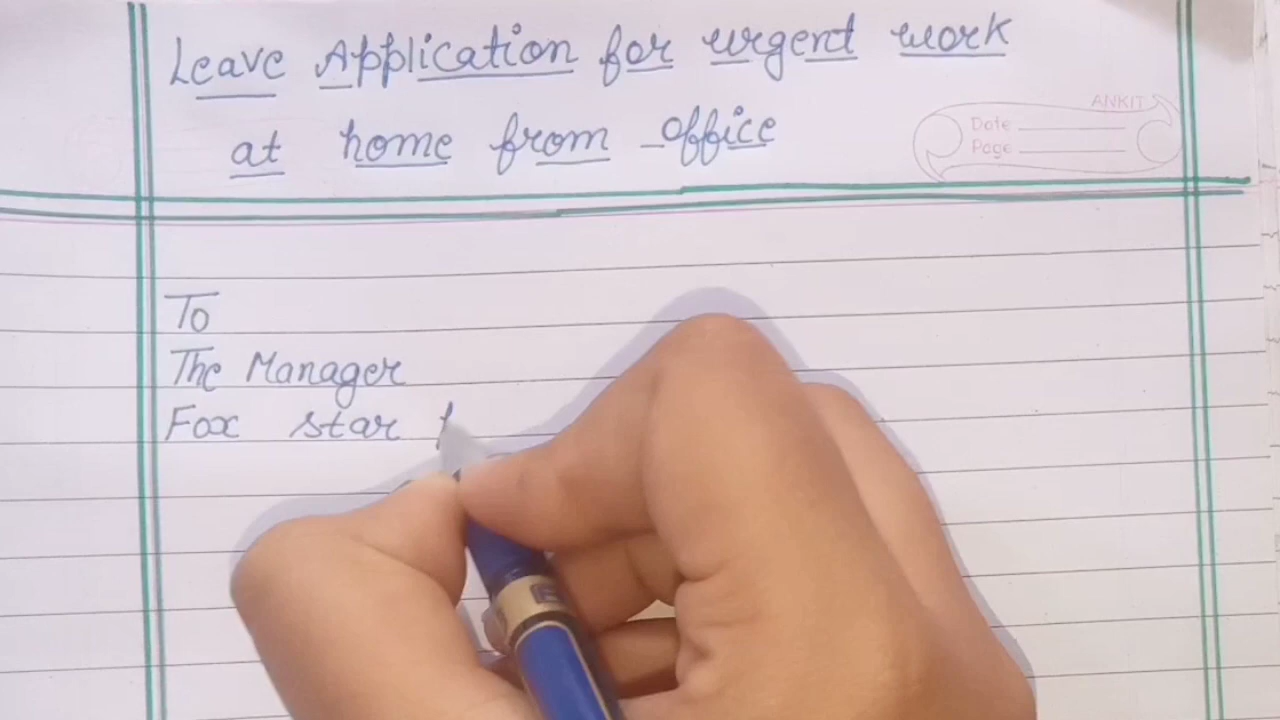 Leave Application for urgent work
at home from office
ANKIT
Date
Page
To
The Manager
Fox star